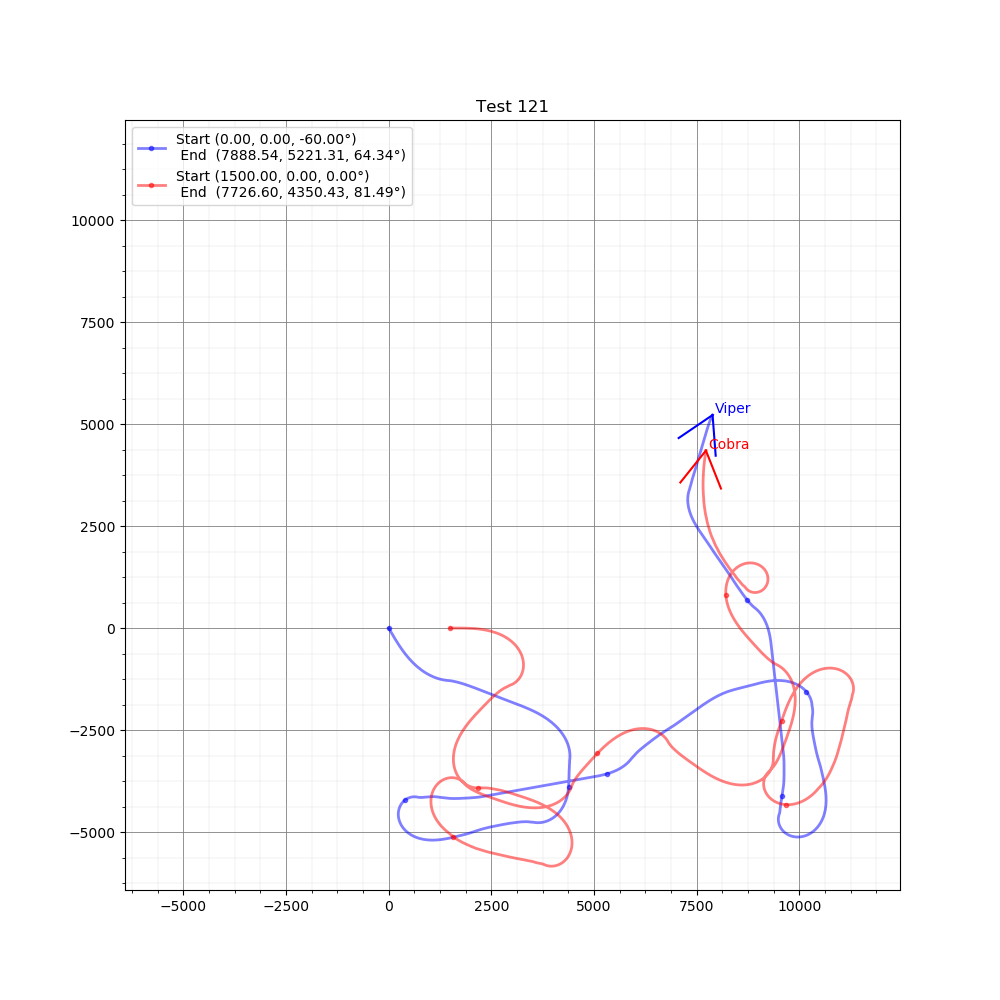 Test 121
Start (0.00, 0.00, -60.00°)
End  (7888.54, 5221.31, 64.34°)
Start (1500.00, 0.00, 0.00°)
End  (7726.60, 4350.43, 81.49°)
10000
7500
5000
2500
0
−2500
−5000
Viper
Cobra
−5000
−2500
0
2500
5000
7500
10000